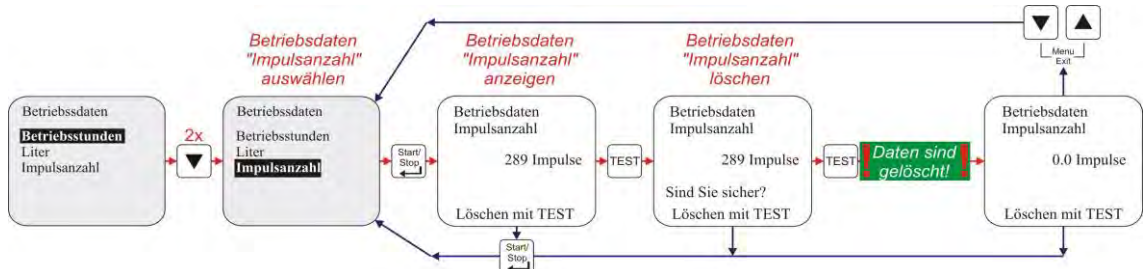 Betriebsdaten
"Impulsanzahl"
auswählen
Betriebsdaten
"Impulsanzahl"
anzeigen
Betriebsdaten
"Impulsanzahl"
löschen
Menu
Exit
Betriebssdaten
Betriebsstunden
Liter
Impulsanzahl
2x
Betriebssdaten
Betriebsstunden
Liter
Impulsanzahl
Start/
Stop
Betriebsdaten
Impulsanzahl
289 Impulse
Löschen mit TEST
TEST
Betriebsdaten
Impulsanzahl
289 Impulse
Sind Sie sicher?
Löschen mit TEST
TEST
Daten sind
gelöscht!
Betriebsdaten
Impulsanzahl
0.0 Impulse
Löschen mit TEST
Start/
Stop